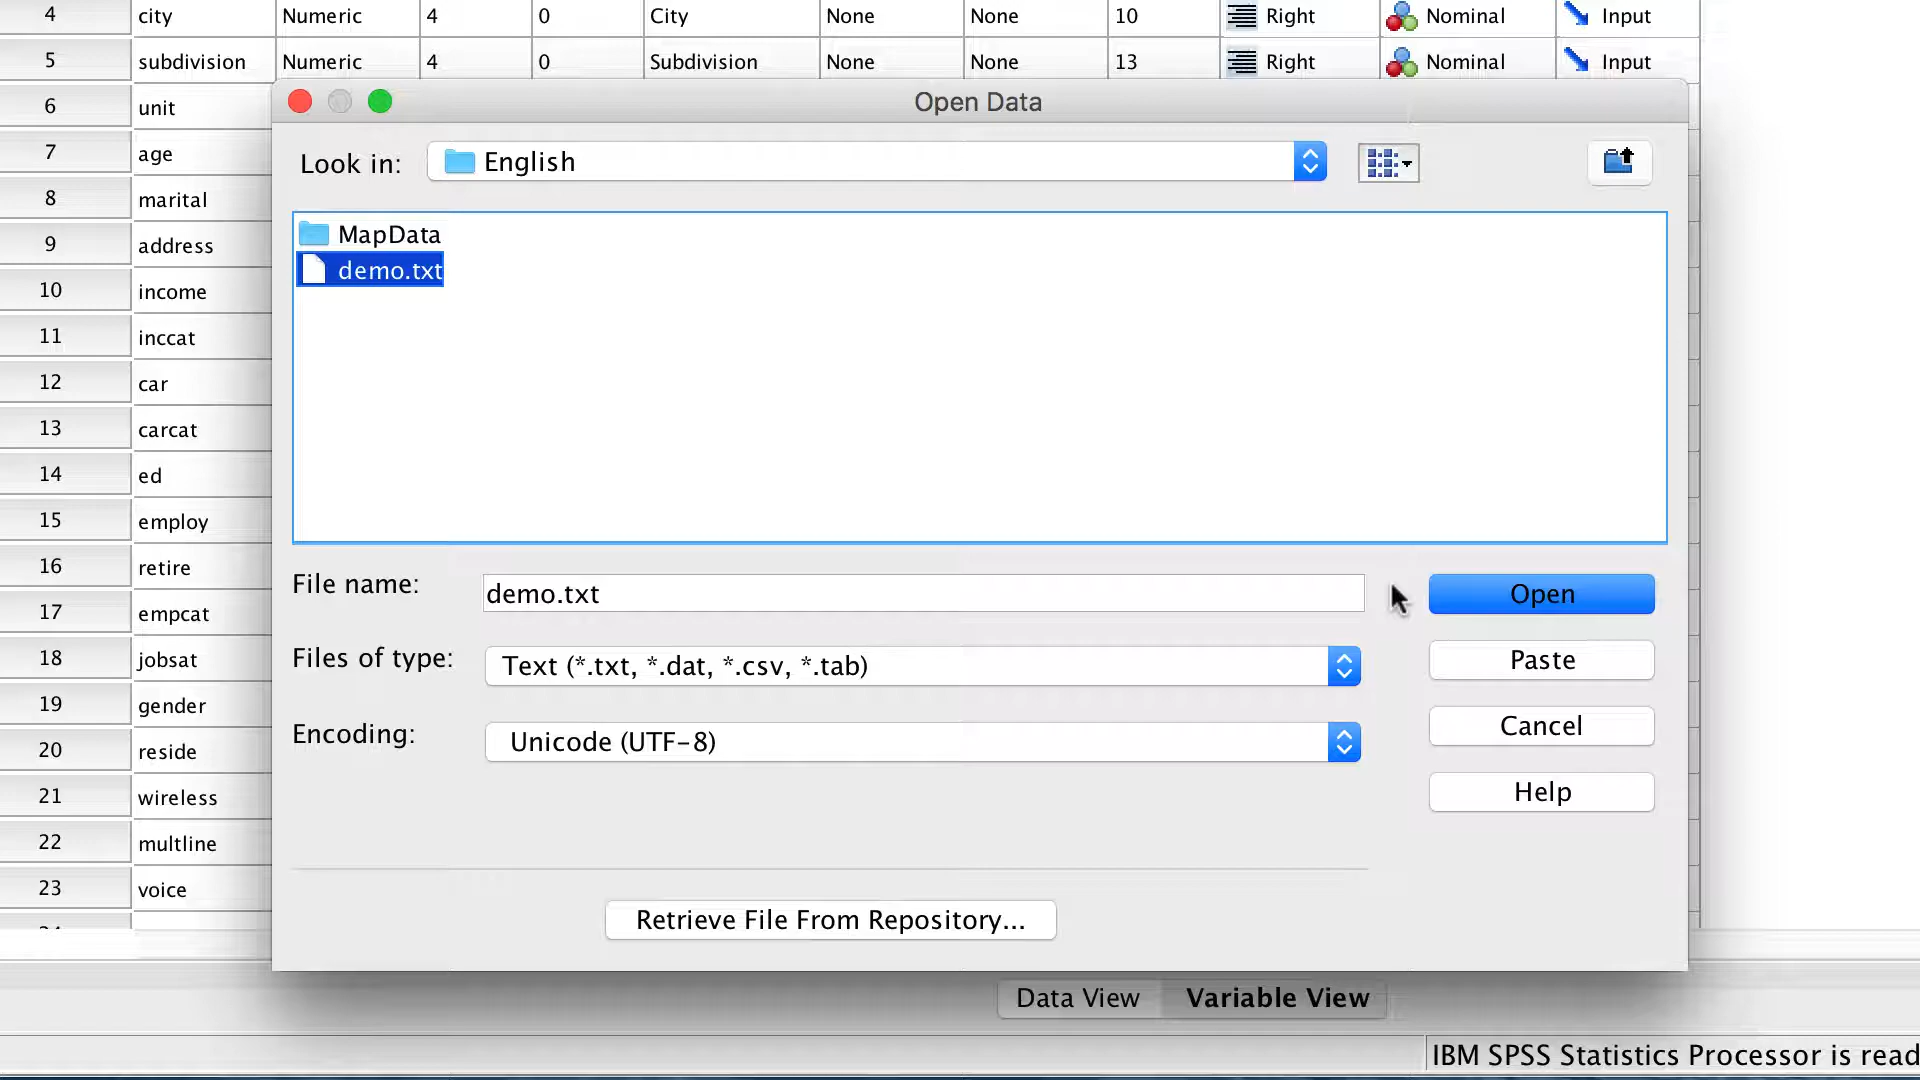 4 city Numeric 4 0 City None None 10 Right Nominal Input
5 subdivision Numeric 4 0 Subdivision None None 13 Right Nominal Input
6 unit
7 age
8 marital
9 address
10 income
11 inccat
12 car
13 carcat
14 ed
15 employ
16 retire
17 empcat
18 jobsat
19 gender
20 reside
21 wireless
22 multline
23 voice
Open Data
Look in: English
MapData
demo.txt
File name: demo.txt Open
Files of type: Text (*.txt, *.dat, *.csv, *.tab) Paste
Encoding: Unicode (UTF-8) Cancel
Help
Retrieve File From Repository...
Data View Variable View
IBM SPSS Statistics Processor is read